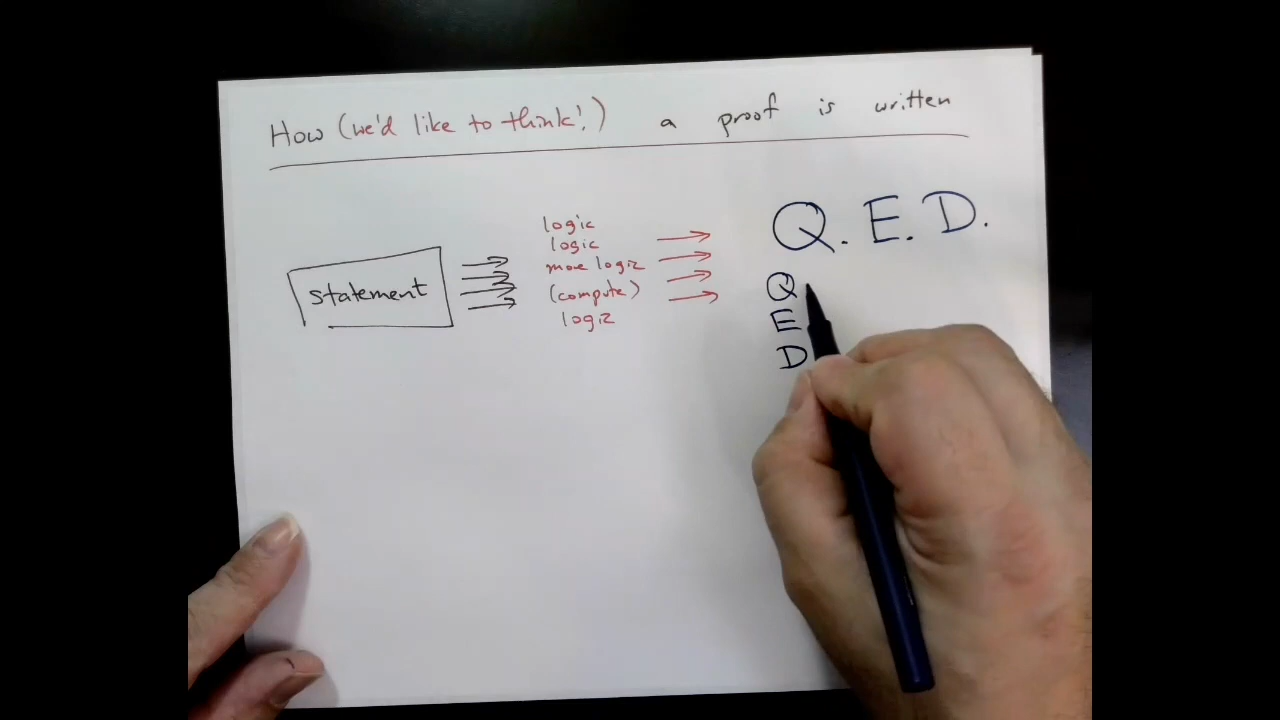 How (we'd like to think!) a proof is written
statement
logic
logic
more logic
(compute)
logic
Q. E. D.
Q
E
D